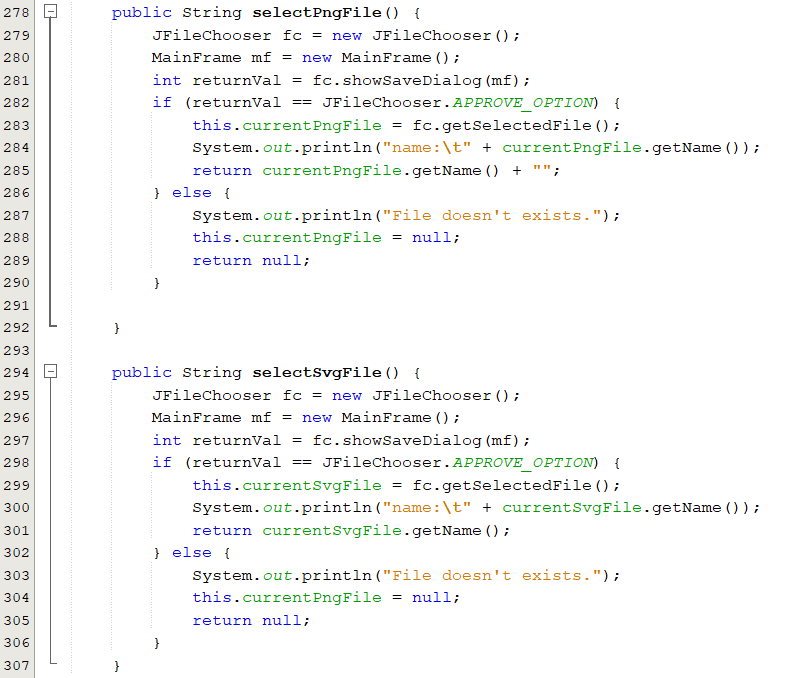 278 public String selectPngFile() {
279 JFileChooser fc = new JFileChooser();
280 MainFrame mf = new MainFrame();
281 int returnVal = fc.showSaveDialog(mf);
282 if (returnVal == JFileChooser.APPROVE_OPTION) {
283 this.currentPngFile = fc.getSelectedFile();
284 System.out.println("name:\t" + currentPngFile.getName());
285 return currentPngFile.getName() + "";
286 } else {
287 System.out.println("File doesn't exists.");
288 this.currentPngFile = null;
289 return null;
290 }
291
292 }
293
294 public String selectSvgFile() {
295 JFileChooser fc = new JFileChooser();
296 MainFrame mf = new MainFrame();
297 int returnVal = fc.showSaveDialog(mf);
298 if (returnVal == JFileChooser.APPROVE_OPTION) {
299 this.currentSvgFile = fc.getSelectedFile();
300 System.out.println("name:\t" + currentSvgFile.getName());
301 return currentSvgFile.getName();
302 } else {
303 System.out.println("File doesn't exists.");
304 this.currentPngFile = null;
305 return null;
306 }
307 }